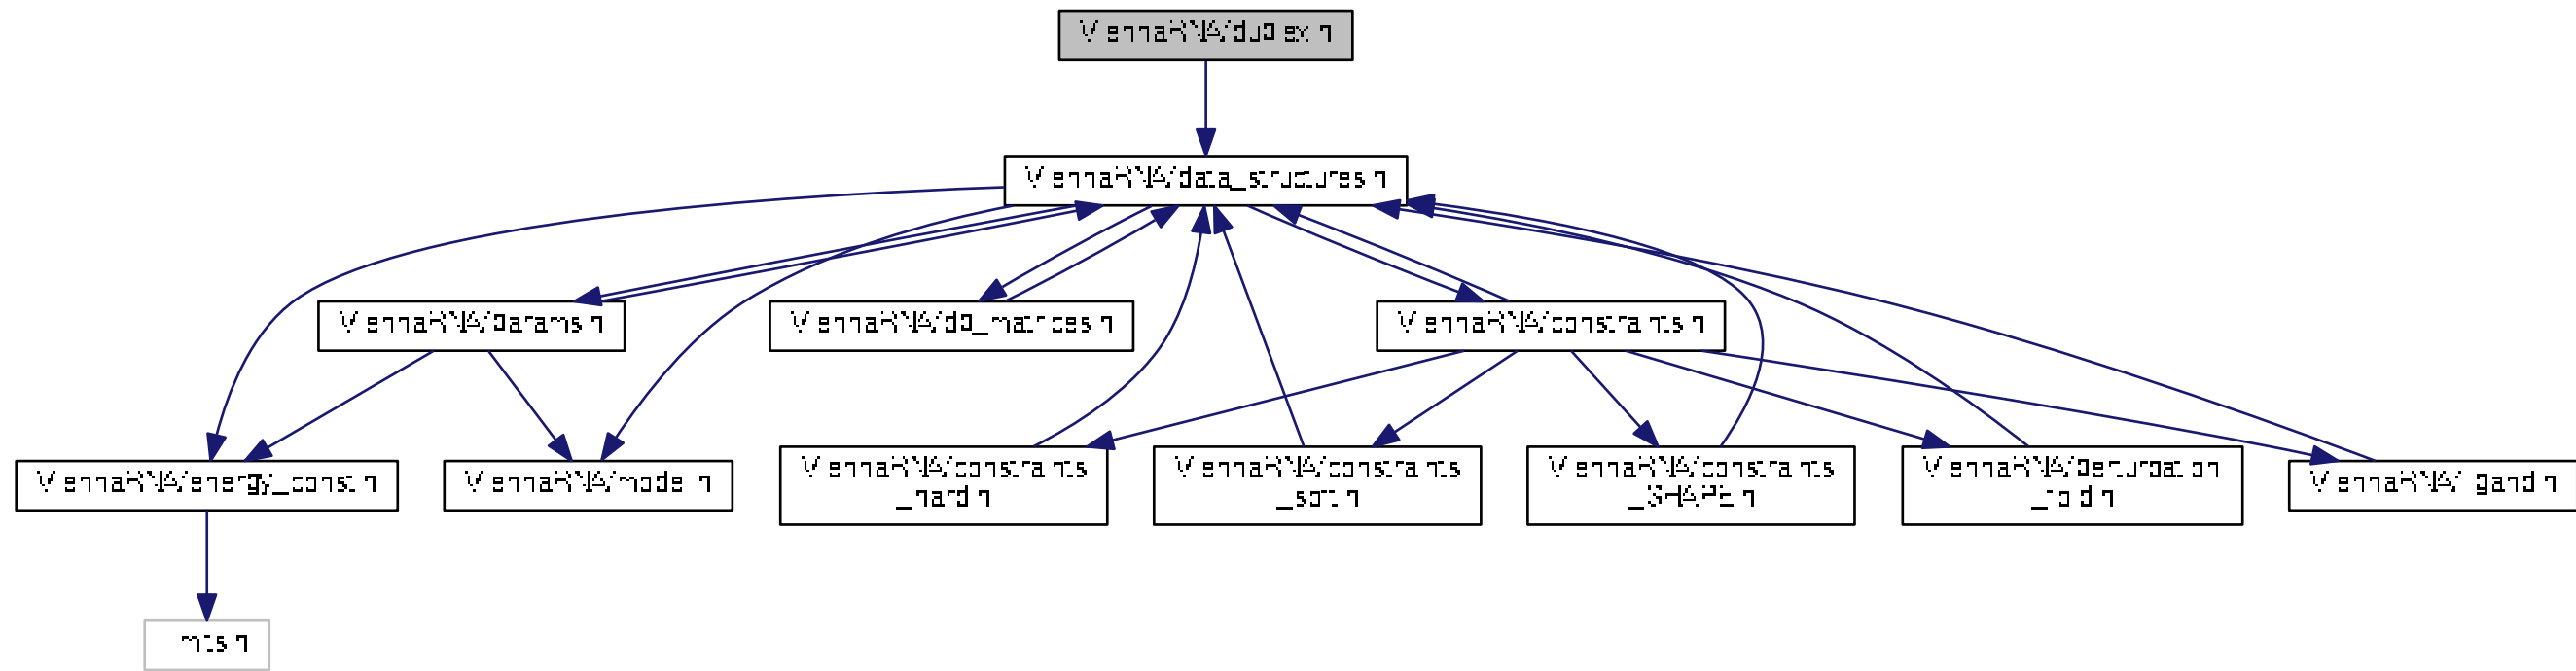 ViennaRNA/duplex.h
ViennaRNA/data_structures.h
ViennaRNA/params.h
ViennaRNA/dp_matrices.h
ViennaRNA/constraints.h
ViennaRNA/energy_const.h
ViennaRNA/model.h
ViennaRNA/constraints
_hard.h
ViennaRNA/constraints
_soft.h
ViennaRNA/constraints
_SHAPE.h
ViennaRNA/perturbation
_fold.h
ViennaRNA/ligand.h
limits.h